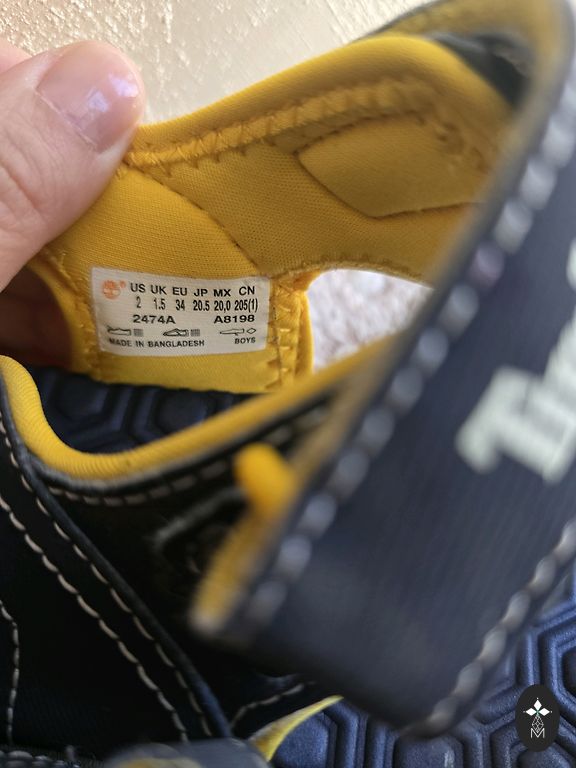 US UK EU JP MX CN
2 1.5 34 20.5 20,0 205(1)
2474A A8198
MADE IN BANGLADESH BOYS
M